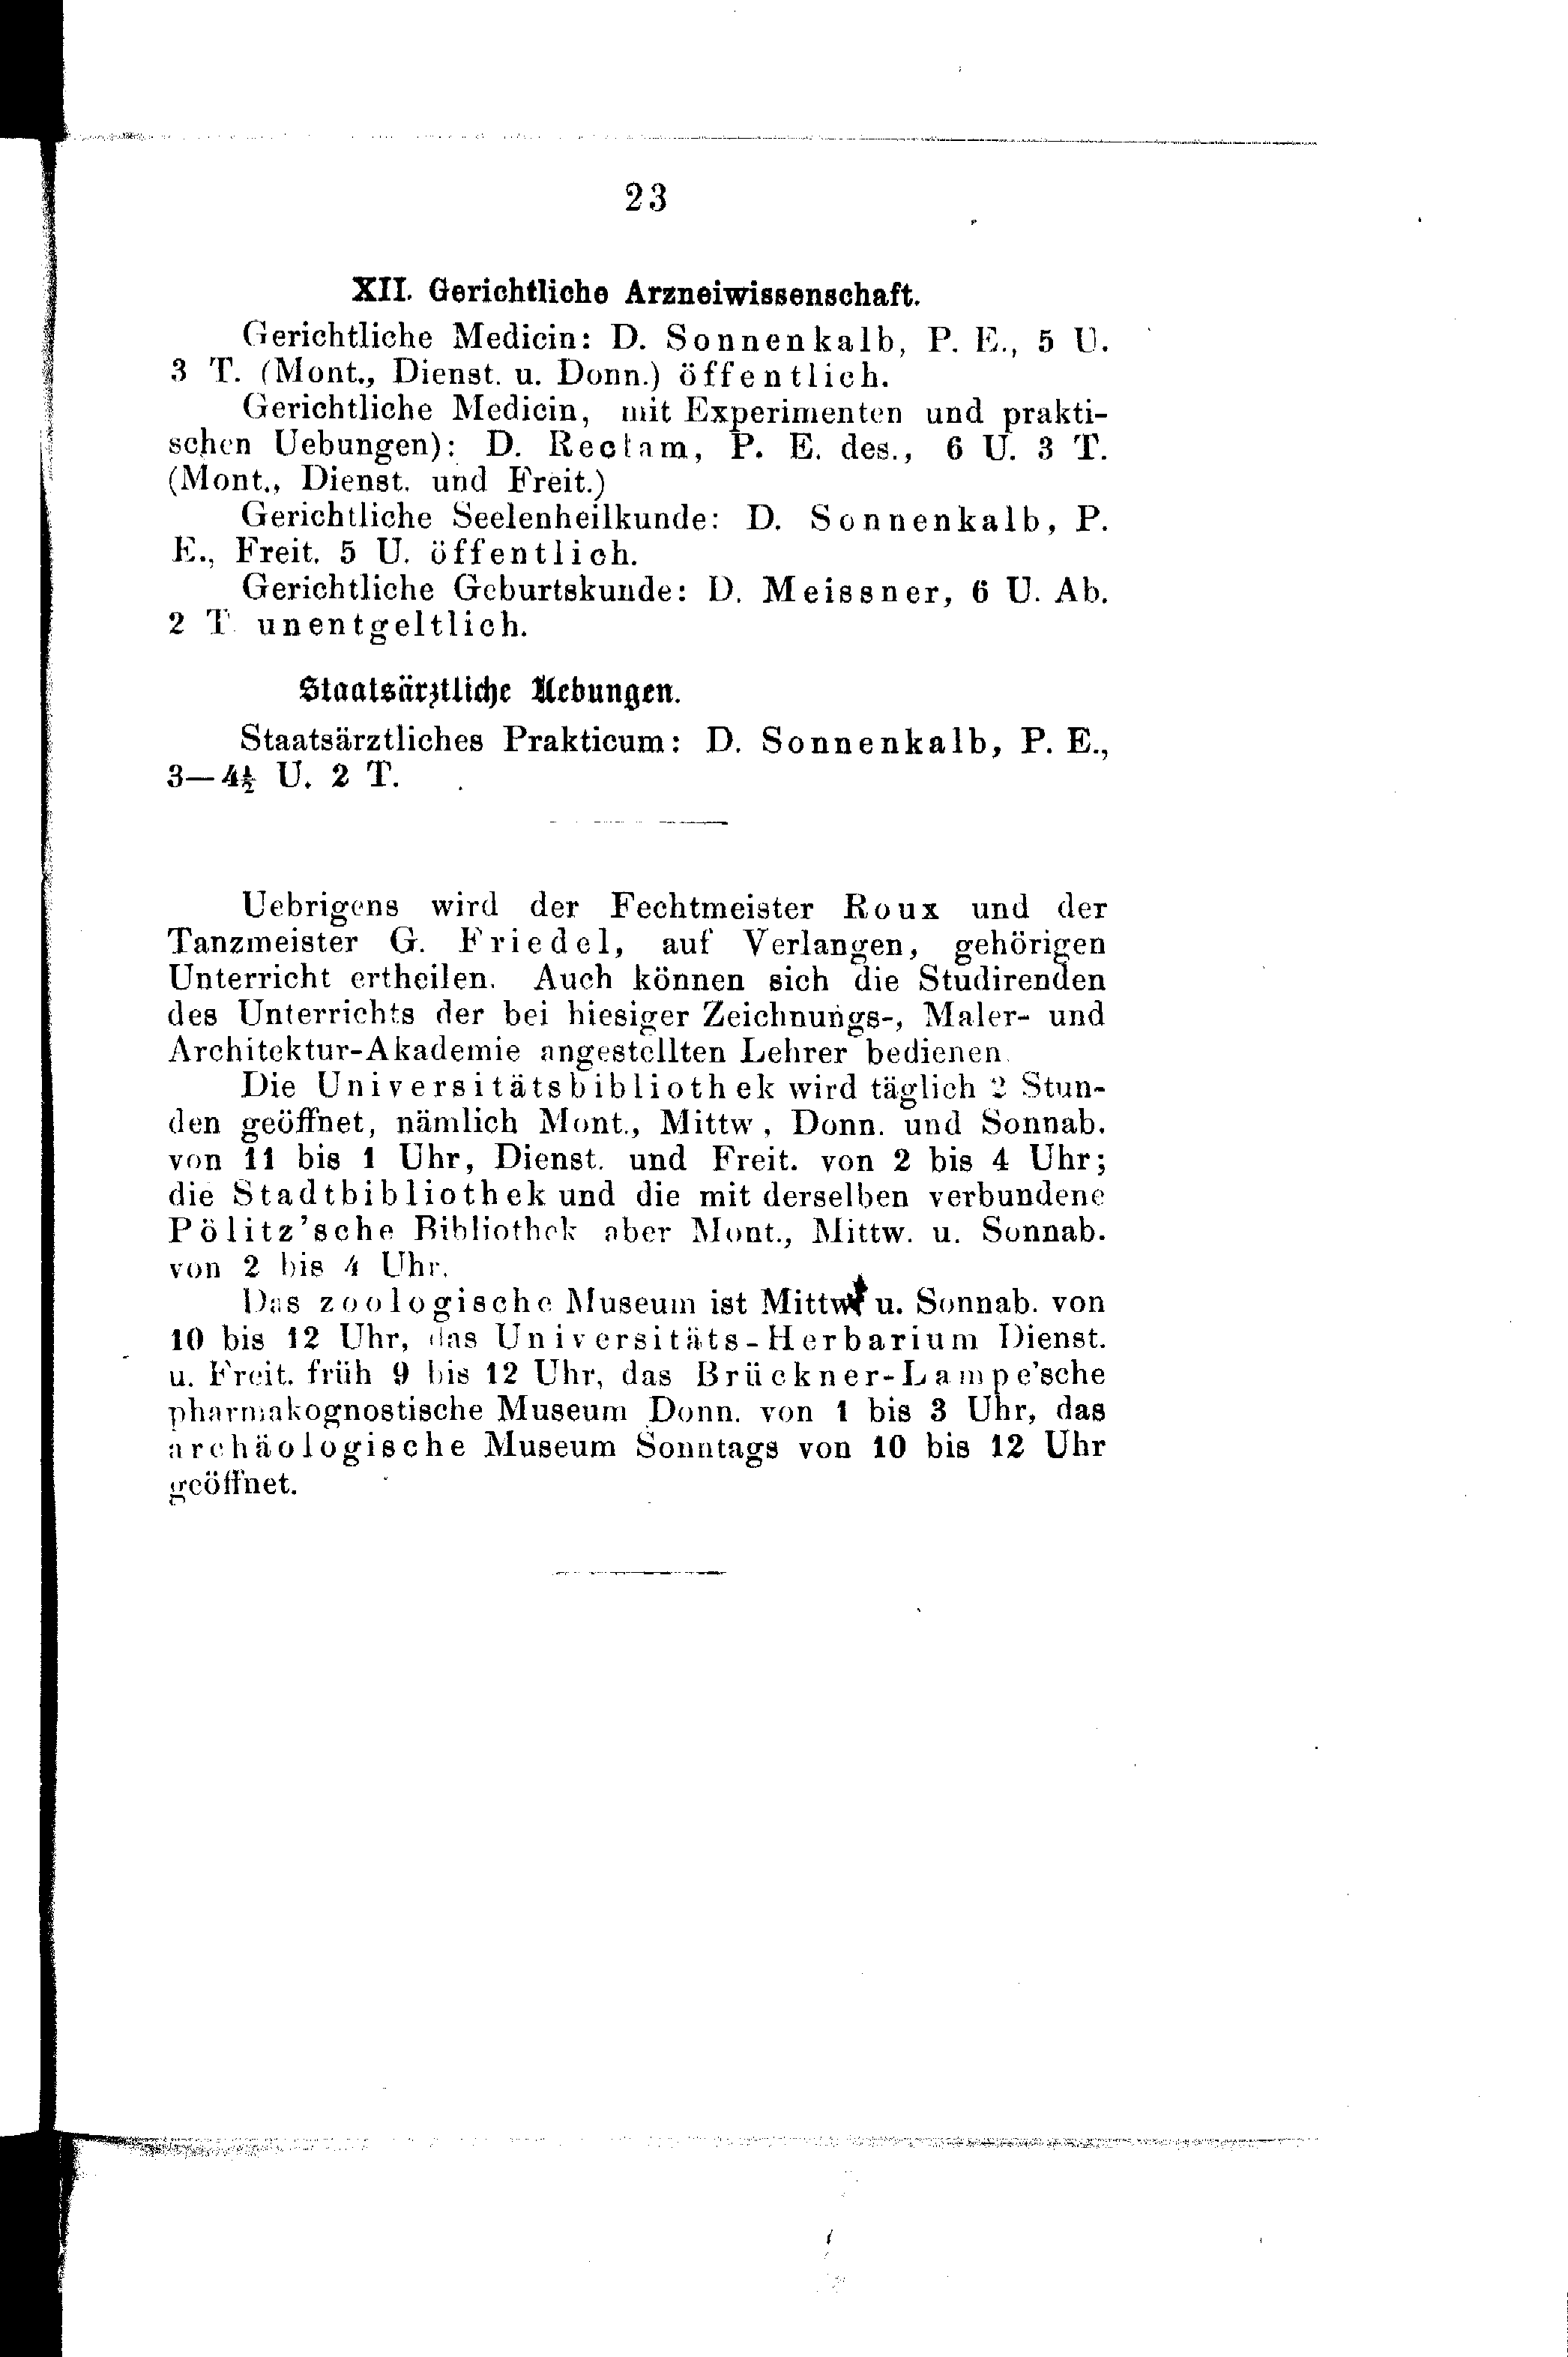 23
XII. Gerichtliche Arzneiwissenschaft.
Gerichtliche Medicin: D. Sonnenkalb, P. E., 5 U.
3 T. (Mont., Dienst. u. Donn.) öffentlich.
Gerichtliche Medicin, mit Experimenten und prakti-
schen Uebungen): D. Reclam, P. E. des., 6 U. 3 T.
(Mont., Dienst. und Freit.)
Gerichtliche Seelenheilkunde: D. Sonnenkalb, P.
E., Freit. 5 U. öffentlich.
Gerichtliche Geburtskunde: D. Meissner, 6 U. Ab.
2 T. unentgeltlich.
Staatsärztliche Uebungen.
Staatsärztliches Prakticum: D. Sonnenkalb, P. E.,
3—4½ U. 2 T.
Uebrigens wird der Fechtmeister Roux und der
Tanzmeister G. Friedel, auf Verlangen, gehörigen
Unterricht ertheilen. Auch können sich die Studirenden
des Unterrichts der bei hiesiger Zeichnungs-, Maler- und
Architektur-Akademie angestellten Lehrer bedienen.
Die Universitätsbibliothek wird täglich 2 Stun-
den geöffnet, nämlich Mont., Mittw., Donn. und Sonnab.
von 11 bis 1 Uhr, Dienst. und Freit. von 2 bis 4 Uhr;
die Stadtbibliothek und die mit derselben verbundene
Pölitz'sche Bibliothek aber Mont., Mittw. u. Sonnab.
von 2 bis 4 Uhr.
Das zoologische Museum ist Mittw. u. Sonnab. von
10 bis 12 Uhr, das Universitäts-Herbarium Dienst.
u. Freit. früh 9 bis 12 Uhr, das Brückner-Lampe'sche
pharmakognostische Museum Donn. von 1 bis 3 Uhr, das
archäologische Museum Sonntags von 10 bis 12 Uhr
geöffnet.